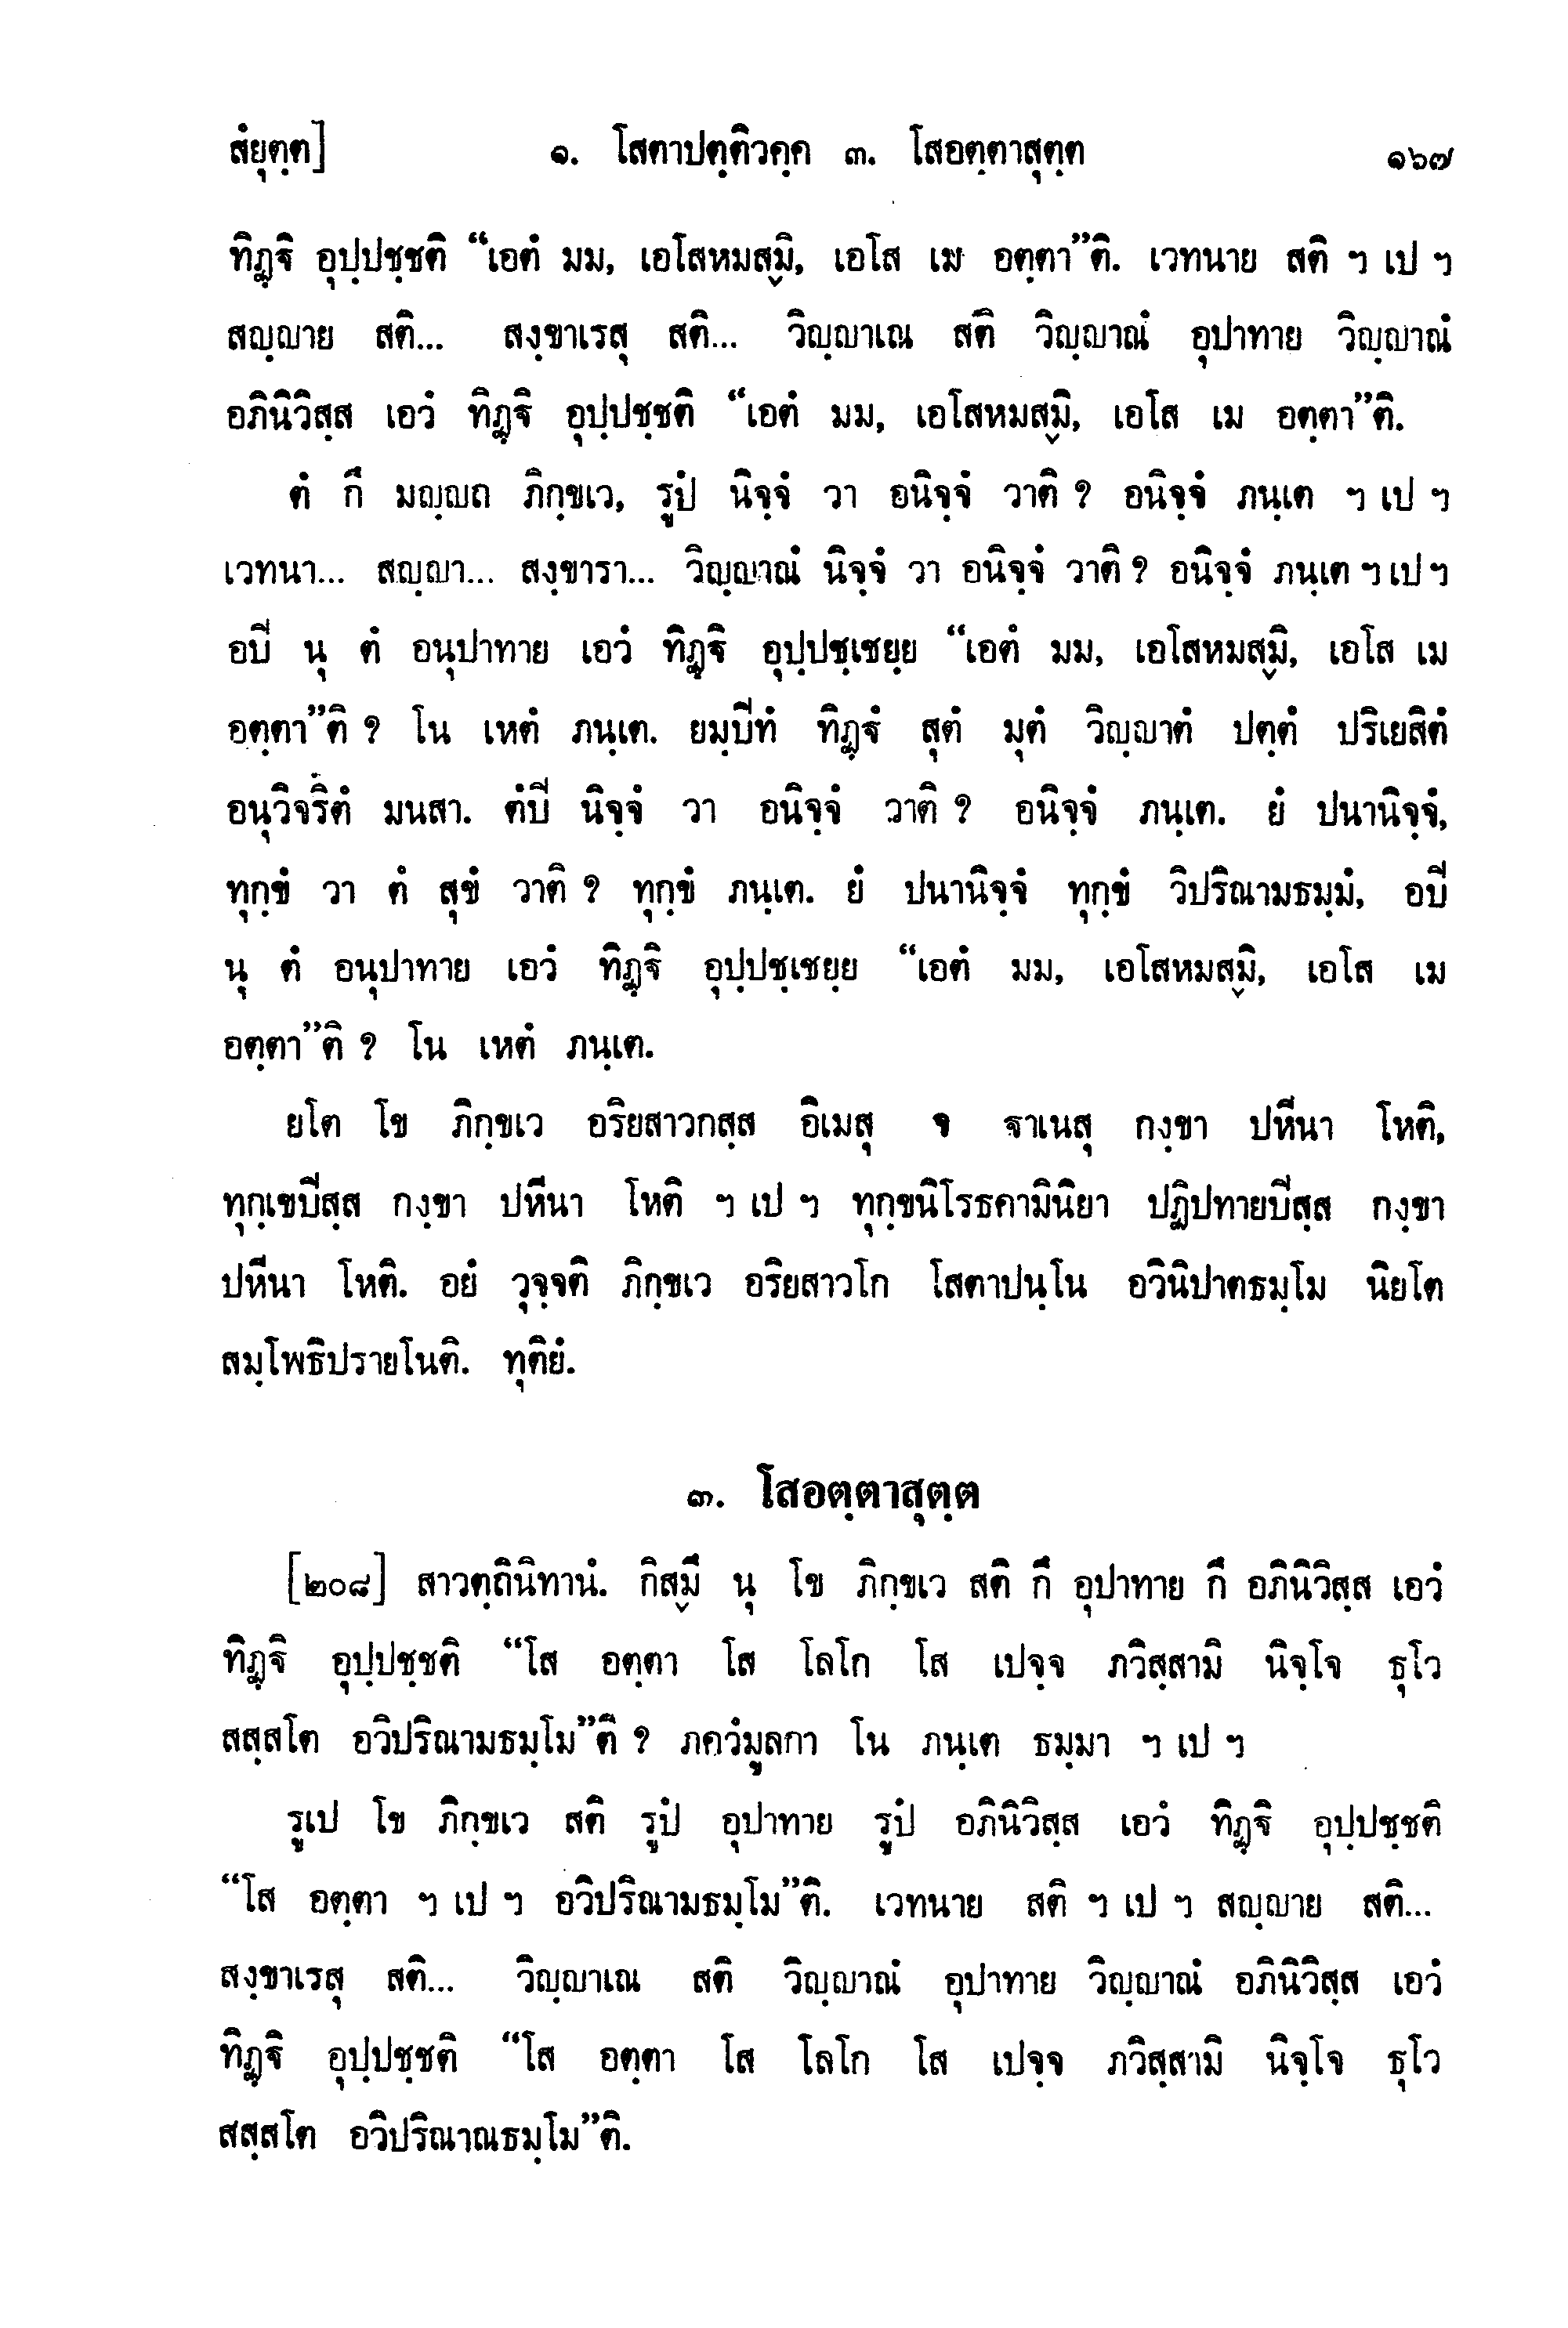 สํยุตฺต] ๑. โสตาปตฺติวคฺค ๓. โสอตฺตาสุตฺต ๑๖๗
ทิฏฺฐิ อุปฺปชฺชติ “เอตํ มม, เอโสหมสฺมิ, เอโส เม อตฺตา”ติ. เวทนาย สติ ฯ เป ฯ
สญฺญาย สติ... สงฺขาเรสุ สติ... วิญฺญาเณ สติ วิญฺญาณํ อุปาทาย วิญฺญาณํ
อภินิวิสฺส เอวํ ทิฏฺฐิ อุปฺปชฺชติ “เอตํ มม, เอโสหมสฺมิ, เอโส เม อตฺตา”ติ.
ตํ กึ มญฺญถ ภิกฺขเว, รูปํ นิจฺจํ วา อนิจฺจํ วาติ ? อนิจฺจํ ภนฺเต ฯ เป ฯ
เวทนา... สญฺญา... สงฺขารา... วิญฺญาณํ นิจฺจํ วา อนิจฺจํ วาติ ? อนิจฺจํ ภนฺเต ฯ เป ฯ
อปิ นุ ตํ อนุปาทาย เอวํ ทิฏฺฐิ อุปฺปชฺเชยฺย “เอตํ มม, เอโสหมสฺมิ, เอโส เม
อตฺตา”ติ ? โน เหตํ ภนฺเต. ยมฺปิทํ ทิฏฺฐํ สุตํ มุตํ วิญฺญาตํ ปตฺตํ ปริเยสิตํ
อนุวิจริตํ มนสา. ตํปิ นิจฺจํ วา อนิจฺจํ วาติ ? อนิจฺจํ ภนฺเต. ยํ ปนานิจฺจํ,
ทุกฺขํ วา ตํ สุขํ วาติ ? ทุกฺขํ ภนฺเต. ยํ ปนานิจฺจํ ทุกฺขํ วิปริณามธมฺมํ, อปิ
นุ ตํ อนุปาทาย เอวํ ทิฏฺฐิ อุปฺปชฺเชยฺย “เอตํ มม, เอโสหมสฺมิ, เอโส เม
อตฺตา”ติ ? โน เหตํ ภนฺเต.
ยโต โข ภิกฺขเว อริยสาวกสฺส อิเมสุ จ ฐาเนสุ กงฺขา ปหีนา โหติ,
ทุกฺเขปิสฺส กงฺขา ปหีนา โหติ ฯ เป ฯ ทุกฺขนิโรธคามินิยา ปฏิปทายปิสฺส กงฺขา
ปหีนา โหติ. อยํ วุจฺจติ ภิกฺขเว อริยสาวโก โสตาปนฺโน อวินิปาตธมฺโม นิยโต
สมฺโพธิปรายโนติ. ทุติยํ.
๓. โสอตฺตาสุตฺต
[๒๐๘] สาวตฺถินิทานํ. กิสฺมึ นุ โข ภิกฺขเว สติ กึ อุปาทาย กึ อภินิวิสฺส เอวํ
ทิฏฺฐิ อุปฺปชฺชติ “โส อตฺตา โส โลโก โส เปจฺจ ภวิสฺสามิ นิจฺโจ ธุโว
สสฺสโต อวิปริณามธมฺโม”ติ ? ภควํมูลกา โน ภนฺเต ธมฺมา ฯ เป ฯ
รูเป โข ภิกฺขเว สติ รูปํ อุปาทาย รูปํ อภินิวิสฺส เอวํ ทิฏฺฐิ อุปฺปชฺชติ
“โส อตฺตา ฯ เป ฯ อวิปริณามธมฺโม”ติ. เวทนาย สติ ฯ เป ฯ สญฺญาย สติ...
สงฺขาเรสุ สติ... วิญฺญาเณ สติ วิญฺญาณํ อุปาทาย วิญฺญาณํ อภินิวิสฺส เอวํ
ทิฏฺฐิ อุปฺปชฺชติ “โส อตฺตา โส โลโก โส เปจฺจ ภวิสฺสามิ นิจฺโจ ธุโว
สสฺสโต อวิปริณาณธมฺโม”ติ.